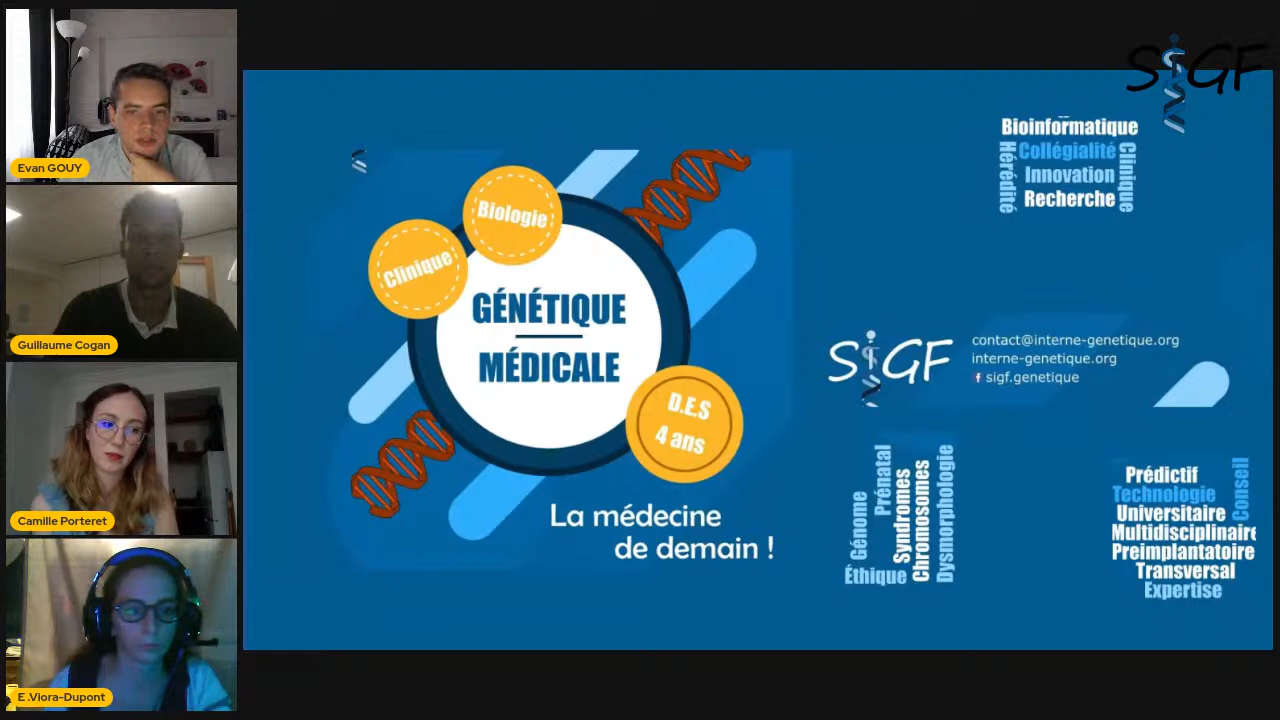 Evan GOUY
Guillaume Cogan
Camille Porteret
E .Viora-Dupont
SIGF
Biologie
Clinique
GÉNÉTIQUE
MÉDICALE
D.E.S
4 ans
La médecine
de demain !
Bioinformatique
Hérédité
Collégialité
Clinique
Innovation
Recherche
SIGF
contact@interne-genetique.org
interne-genetique.org
sigf.genetique
Génome
Prénatal
Syndromes
Chromosomes
Dysmorphologie
Éthique
Prédictif
Technologie
Conseil
Universitaire
Multidisciplinaire
Preimplantatoire
Transversal
Expertise